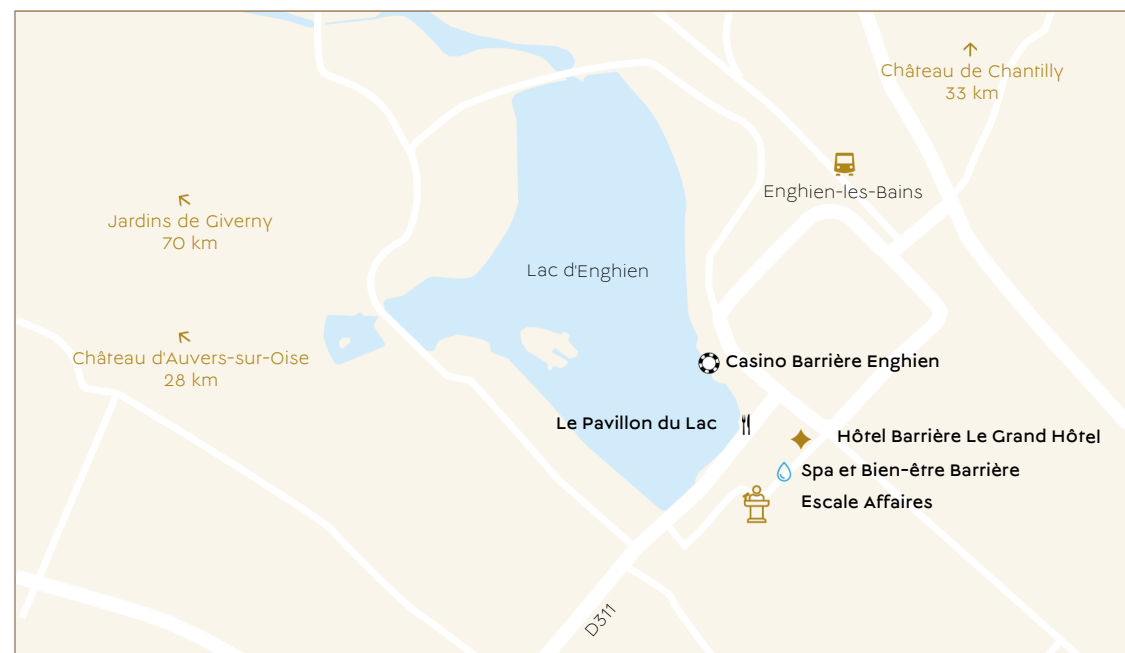 Château de Chantilly
33 km
Enghien-les-Bains
Jardins de Giverny
70 km
Lac d'Enghien
Château d'Auvers-sur-Oise
28 km
Casino Barrière Enghien
Le Pavillon du Lac
Hôtel Barrière Le Grand Hôtel
Spa et Bien-être Barrière
Escale Affaires
D311